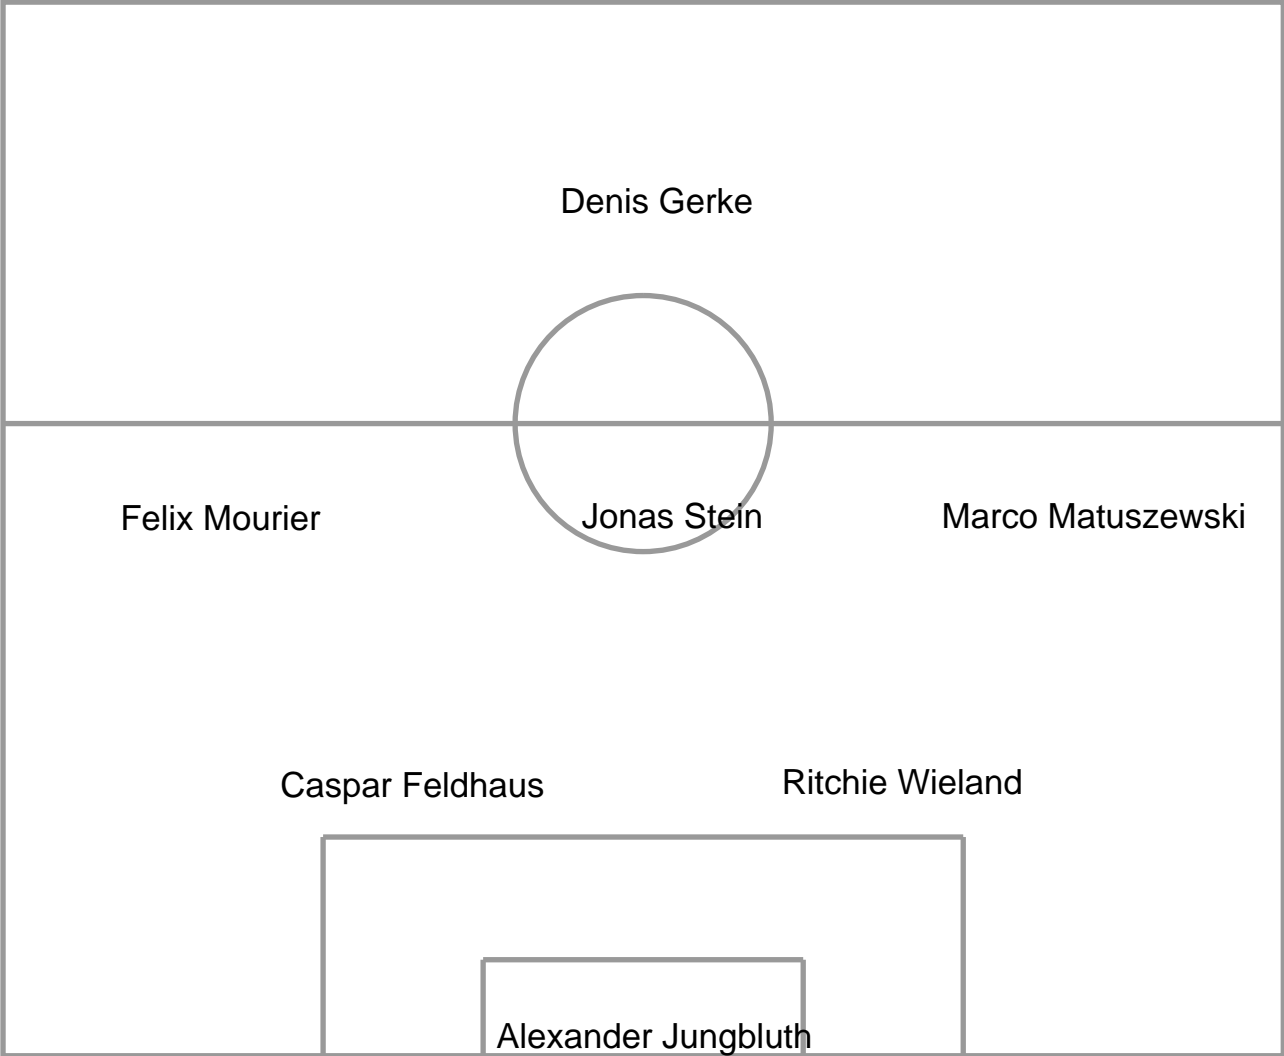 Denis Gerke
Felix Mourier
Jonas Stein
Marco Matuszewski
Caspar Feldhaus
Ritchie Wieland
Alexander Jungbluth